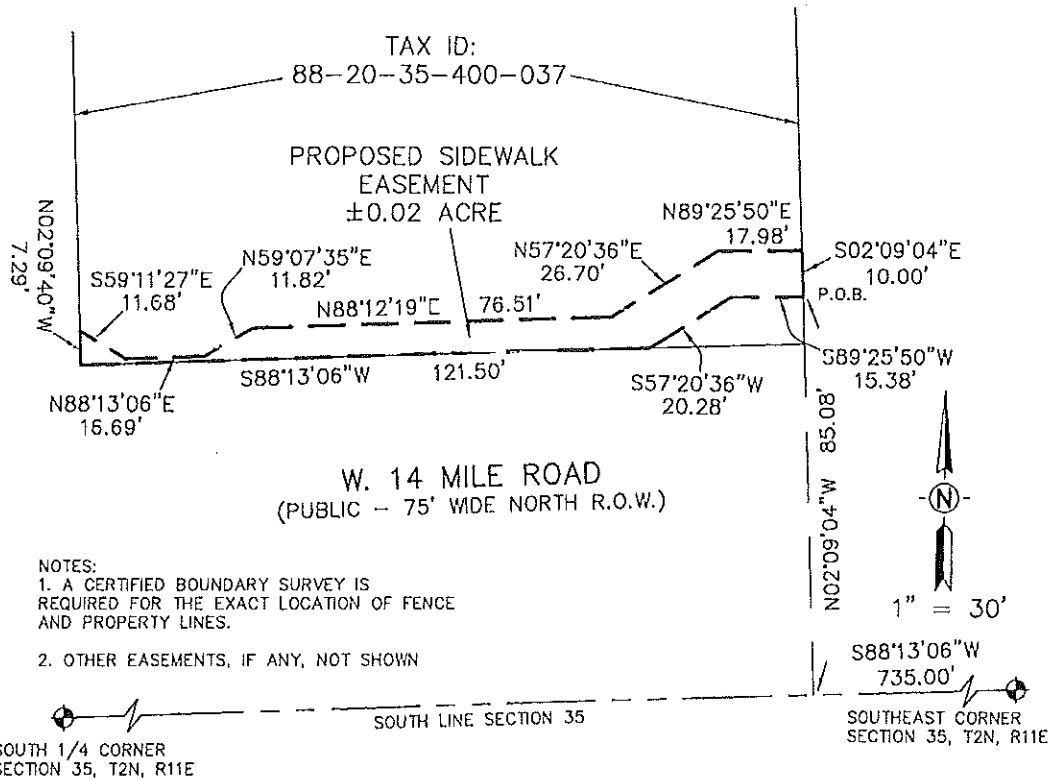 TAX ID:
88-20-35-400-037
PROPOSED SIDEWALK
EASEMENT
±0.02 ACRE
N02°09'40"W
7.29'
S59°11'27"E
11.68'
N59°07'35"E
11.82'
N88°12'19"E 76.51'
N57°20'36"E
26.70'
N89°25'50"E
17.98'
S02°09'04"E
10.00'
P.O.B.
S89°25'50"W
15.38'
S57°20'36"W
20.28'
S88°13'06"W 121.50'
N88°13'06"E
16.69'
W. 14 MILE ROAD
(PUBLIC - 75' WIDE NORTH R.O.W.)
N02°09'04"W 85.08'
N
1" = 30'
NOTES:
1. A CERTIFIED BOUNDARY SURVEY IS
REQUIRED FOR THE EXACT LOCATION OF FENCE
AND PROPERTY LINES.
2. OTHER EASEMENTS, IF ANY, NOT SHOWN
S88°13'06"W
735.00'
SOUTH LINE SECTION 35
SOUTH 1/4 CORNER
SECTION 35, T2N, R11E
SOUTHEAST CORNER
SECTION 35, T2N, R11E